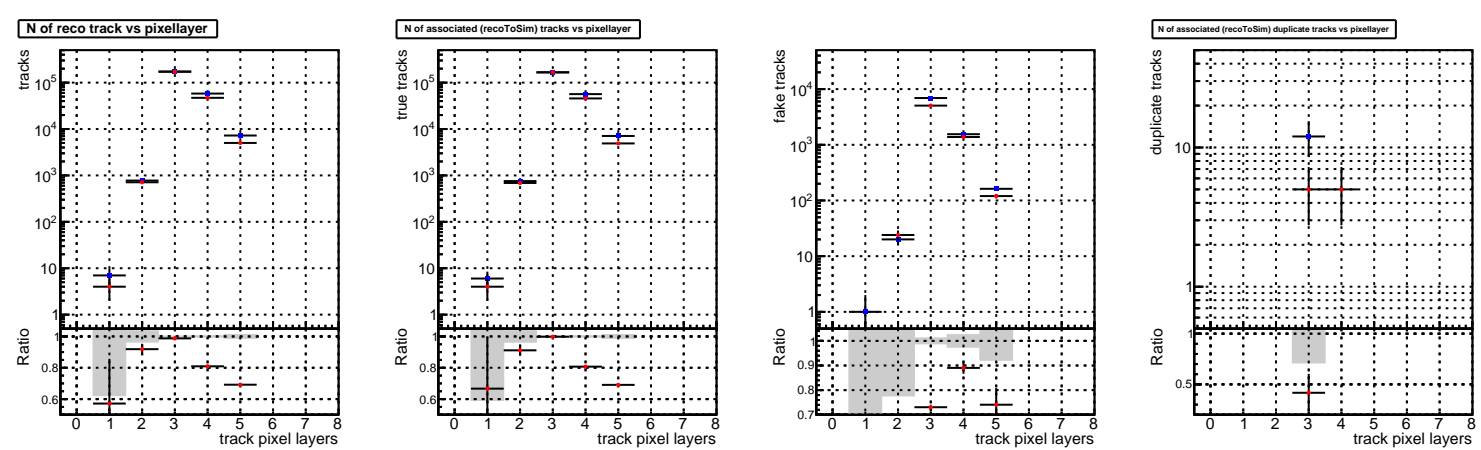 N of reco track vs pixellayer
tracks
10^5
10^4
10^3
10^2
10
1
Ratio
1
0.8
0.6
0 1 2 3 4 5 6 7 8
track pixel layers
N of associated (recoToSim) tracks vs pixellayer
true tracks
10^5
10^4
10^3
10^2
10
1
Ratio
1
0.8
0.6
0 1 2 3 4 5 6 7 8
track pixel layers
fake tracks
10^4
10^3
10^2
10
1
Ratio
1
0.9
0.8
0.7
0 1 2 3 4 5 6 7 8
track pixel layers
N of associated (recoToSim) duplicate tracks vs pixellayer
duplicate tracks
10
1
Ratio
1
0.5
0 1 2 3 4 5 6 7 8
track pixel layers